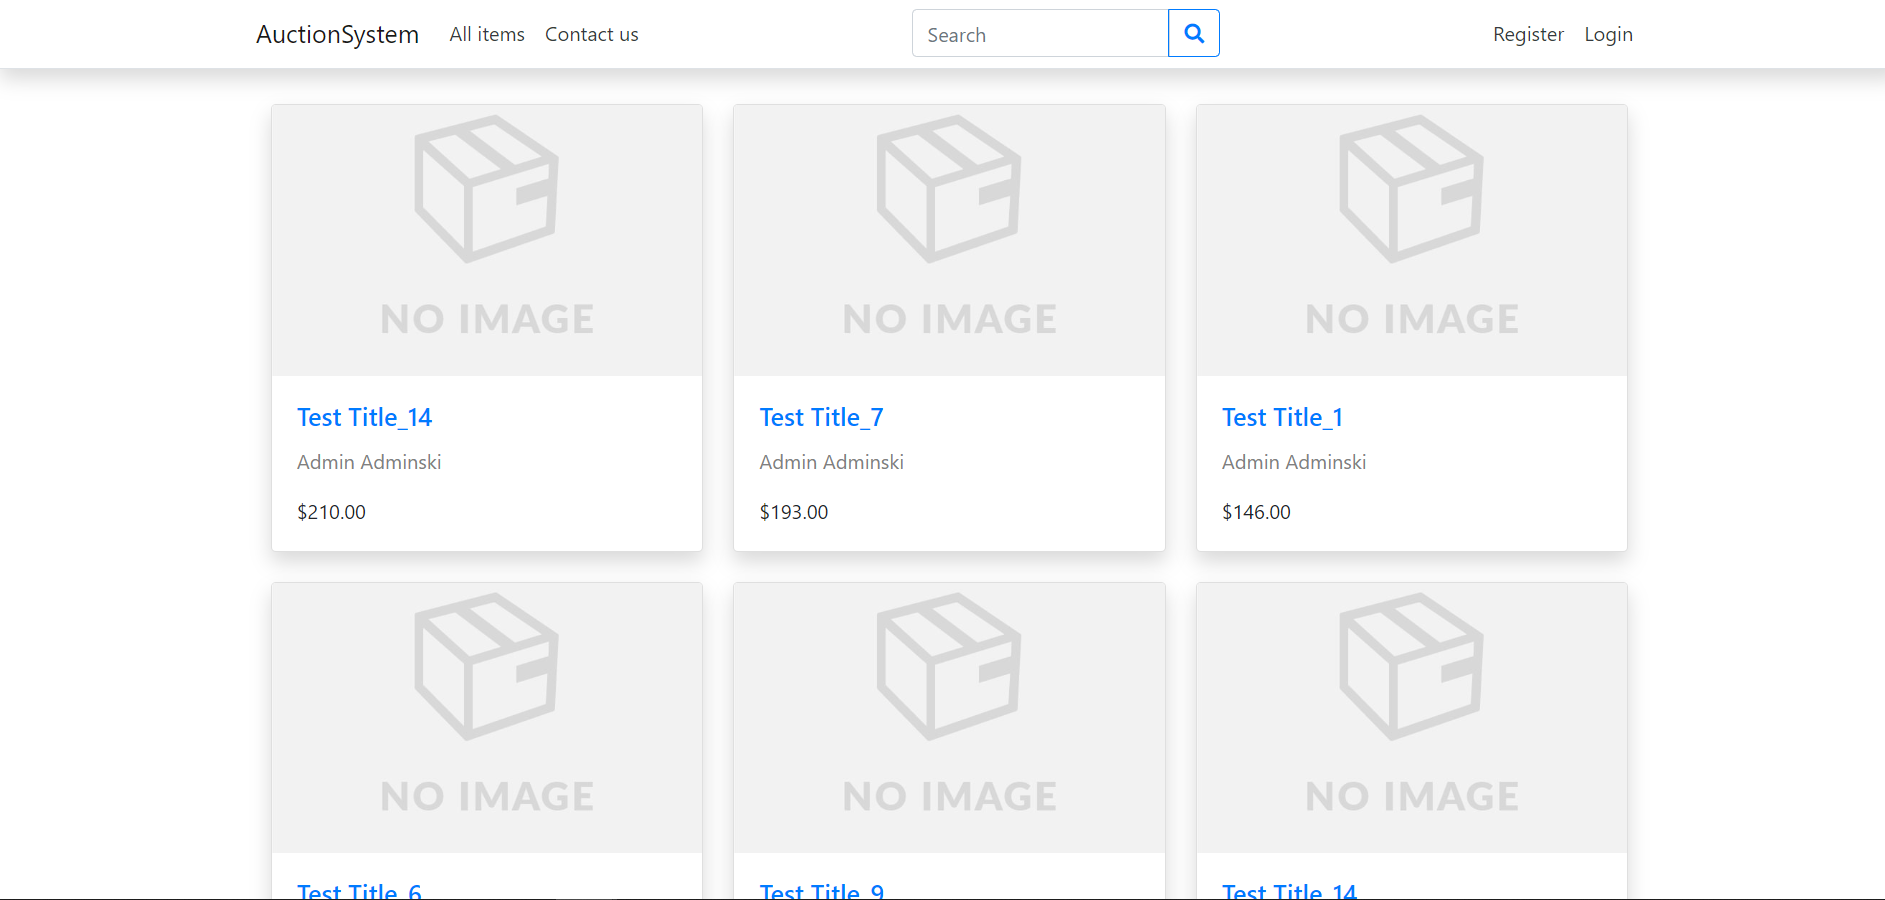 AuctionSystem All items Contact us Search Register Login
NO IMAGE NO IMAGE NO IMAGE
Test Title_14 Test Title_7 Test Title_1
Admin Adminski Admin Adminski Admin Adminski
$210.00 $193.00 $146.00
NO IMAGE NO IMAGE NO IMAGE
Test Title_6 Test Title_9 Test Title_14